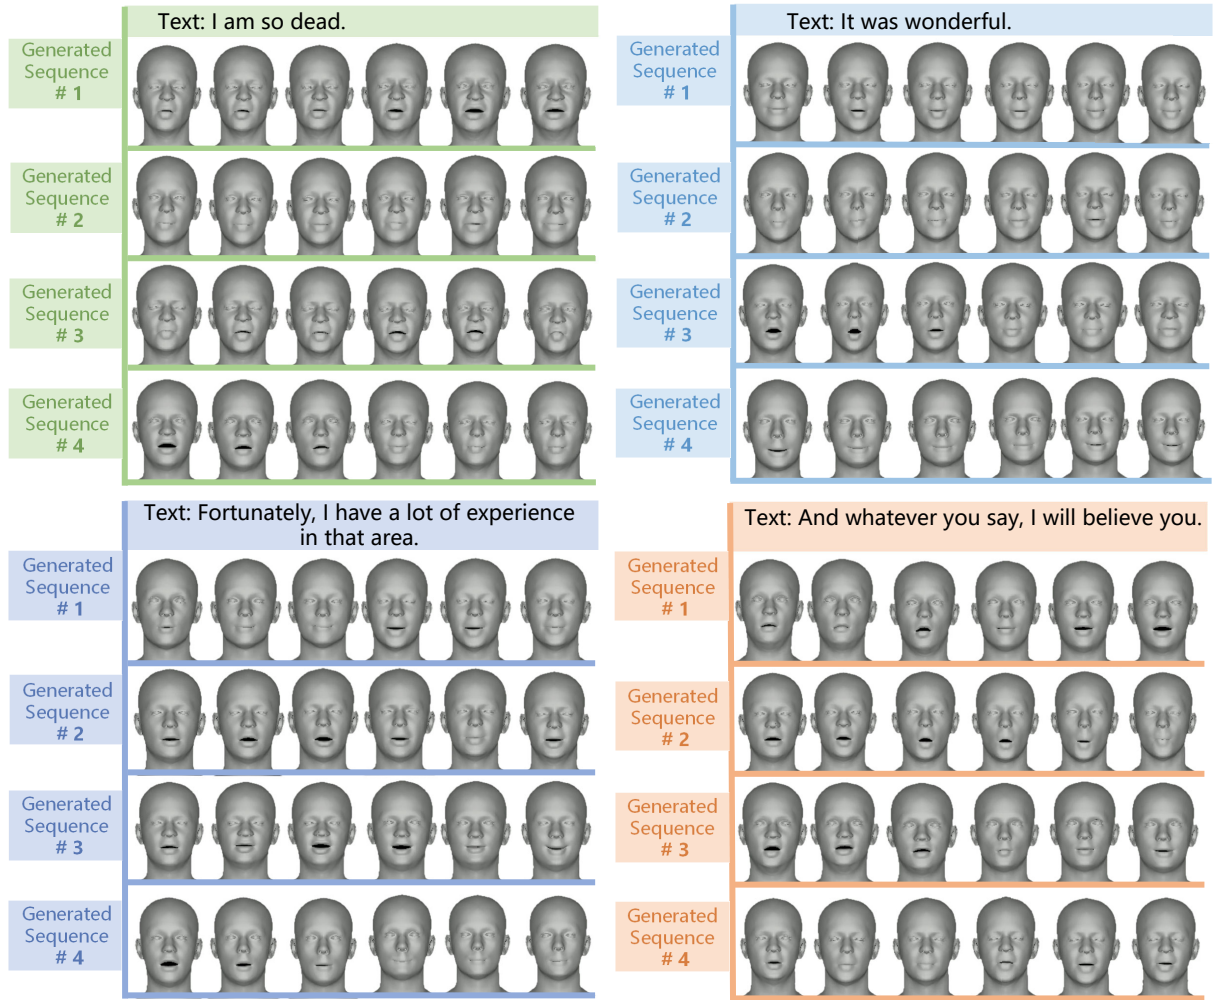 Text: I am so dead.
Generated
Sequence
# 1
Generated
Sequence
# 2
Generated
Sequence
# 3
Generated
Sequence
# 4
Text: It was wonderful.
Generated
Sequence
# 1
Generated
Sequence
# 2
Generated
Sequence
# 3
Generated
Sequence
# 4
Text: Fortunately, I have a lot of experience
in that area.
Generated
Sequence
# 1
Generated
Sequence
# 2
Generated
Sequence
# 3
Generated
Sequence
# 4
Text: And whatever you say, I will believe you.
Generated
Sequence
# 1
Generated
Sequence
# 2
Generated
Sequence
# 3
Generated
Sequence
# 4